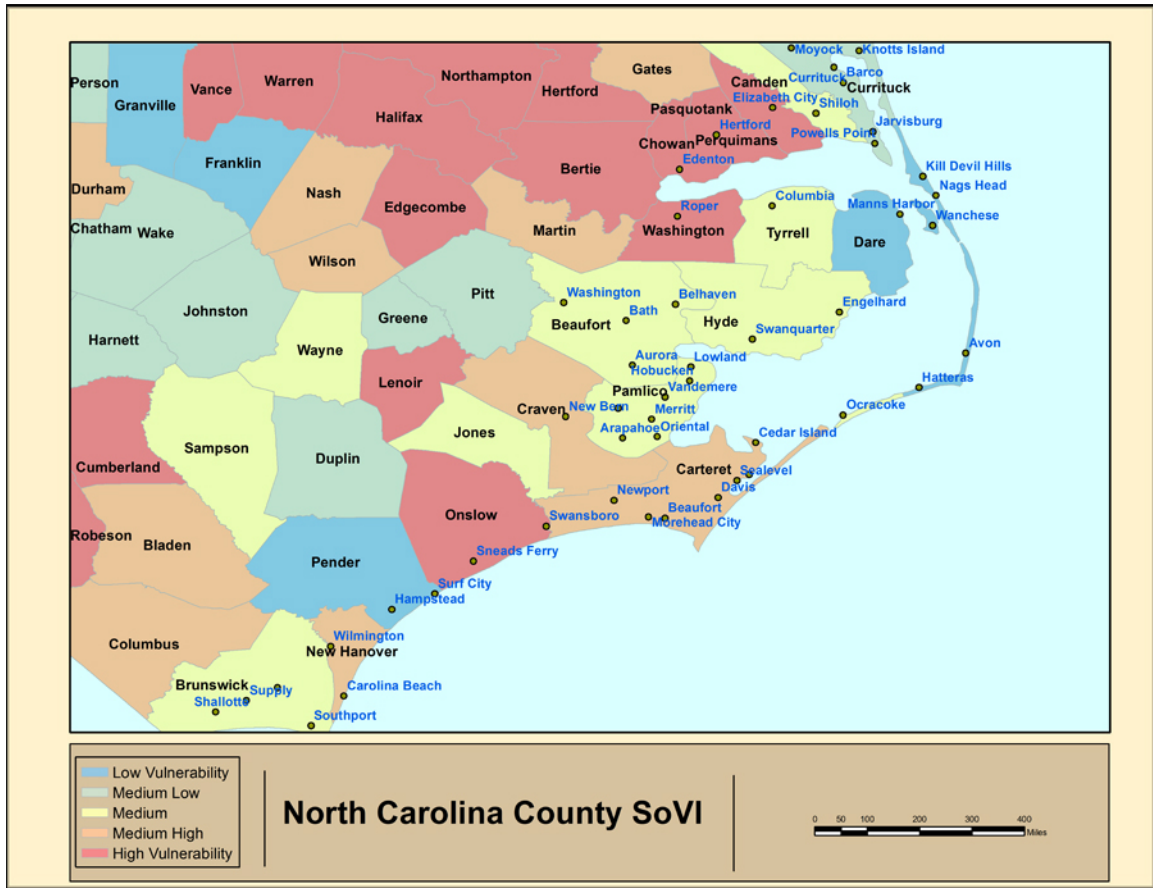 Moyock
Knotts Island
Person
Granville
Vance
Warren
Northampton
Hertford
Gates
Camden
Currituck
Barco
Currituck
Halifax
Pasquotank
Elizabeth City
Shiloh
Hertford
Powells Point
Jarvisburg
Franklin
Chowan
Perquimans
Edenton
Bertie
Kill Devil Hills
Durham
Nash
Edgecombe
Nags Head
Roper
Columbia
Manns Harbor
Wanchese
Chatham
Wake
Martin
Washington
Tyrrell
Dare
Wilson
Pitt
Johnston
Greene
Washington
Belhaven
Bath
Engelhard
Beaufort
Hyde
Swanquarter
Harnett
Wayne
Avon
Aurora
Lowland
Hobucken
Lenoir
Pamlico
Vandemere
Hatteras
Craven
New Bern
Merritt
Ocracoke
Arapahoe
Oriental
Jones
Cedar Island
Sampson
Duplin
Cumberland
Carteret
Sealevel
Davis
Newport
Beaufort
Onslow
Swansboro
Morehead City
Robeson
Bladen
Sneads Ferry
Pender
Surf City
Hampstead
Wilmington
Columbus
New Hanover
Brunswick
Supply
Carolina Beach
Shallotte
Southport
Low Vulnerability
Medium Low
Medium
Medium High
High Vulnerability
North Carolina County SoVI
0 50 100 200 300 400
Miles